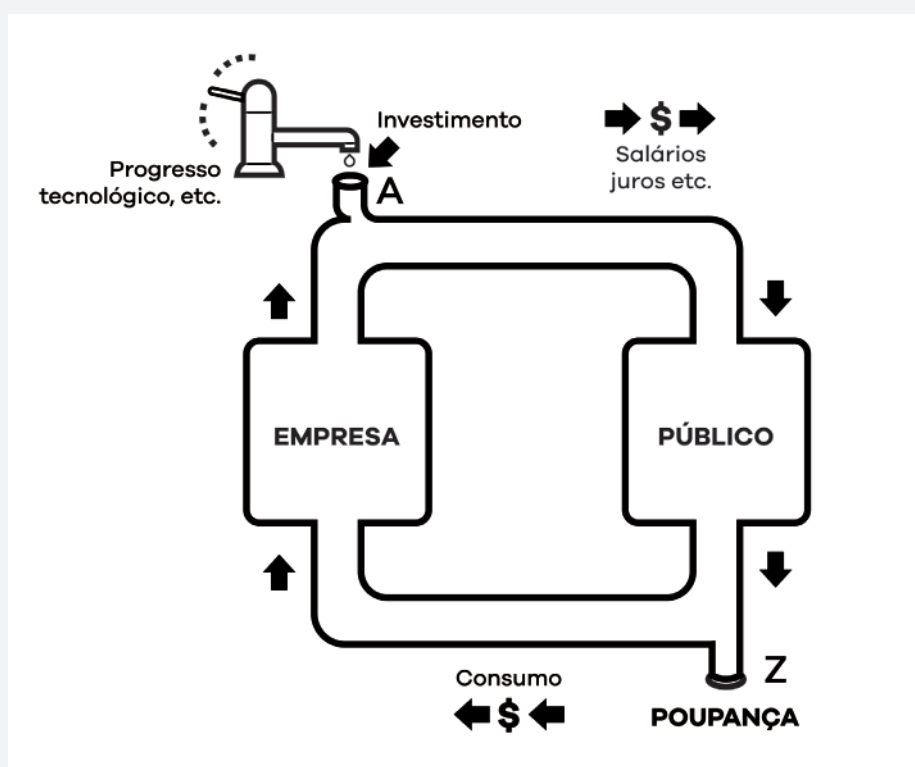 Investimento
Progresso
tecnológico, etc.
A
$
Salários
juros etc.
EMPRESA
PÚBLICO
Consumo
$
Z
POUPANÇA